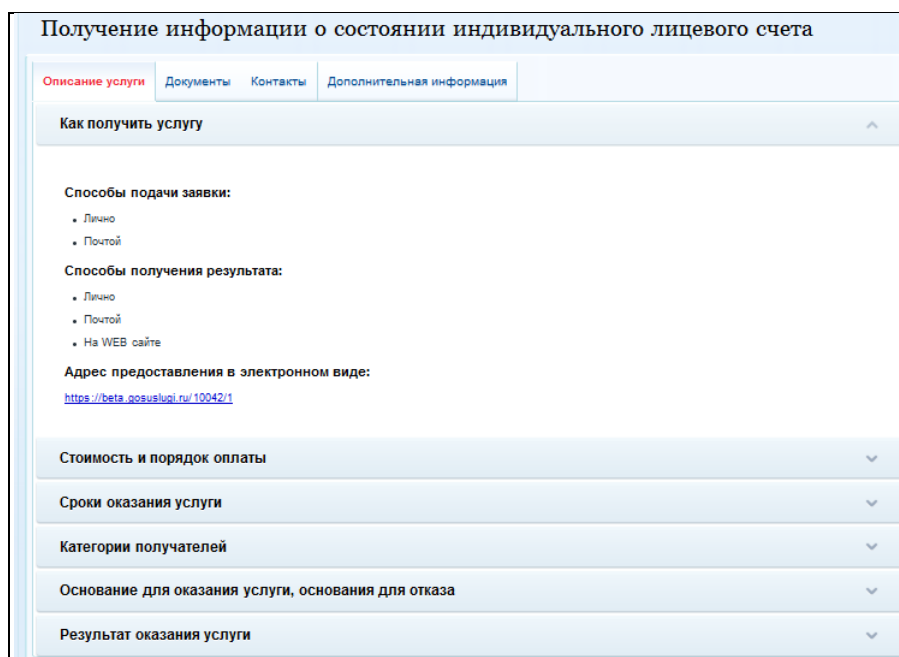 Получение информации о состоянии индивидуального лицевого счета
Описание услуги Документы Контакты Дополнительная информация
Как получить услугу
Способы подачи заявки:
Лично
Почтой
Способы получения результата:
Лично
Почтой
На WEB сайте
Адрес предоставления в электронном виде:
https://beta.gosuslugi.ru/10042/1
Стоимость и порядок оплаты
Сроки оказания услуги
Категории получателей
Основание для оказания услуги, основания для отказа
Результат оказания услуги